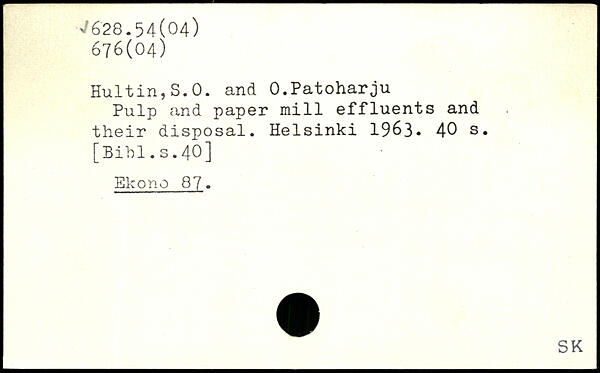 √628.54(04)
676(04)
Hultin,S.O. and O.Patoharju
Pulp and paper mill effluents and
their disposal. Helsinki 1963. 40 s.
[Bibl.s.40]
Ekono 87.
SK